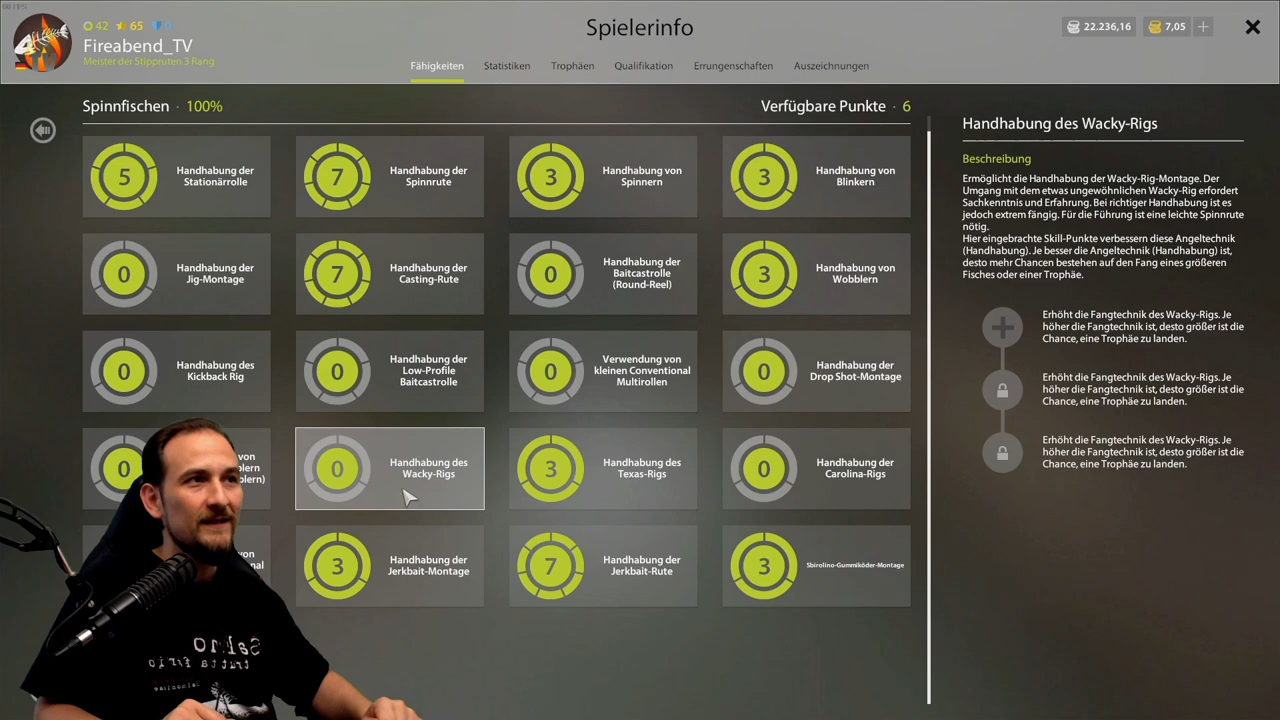 42 65
Fireabend_TV
Meister der Stippruten 3 Rang
Spielerinfo
22.236,16
7,05
Fähigkeiten
Statistiken
Trophäen
Qualifikation
Errungenschaften
Auszeichnungen
Spinnfischen · 100%
Verfügbare Punkte · 6
5
Handhabung der
Stationärrolle
7
Handhabung der
Spinnrute
3
Handhabung von
Spinnern
3
Handhabung von
Blinkern
0
Handhabung der
Jig-Montage
7
Handhabung der
Casting-Rute
0
Handhabung der
Baitcastrolle
(Round-Reel)
3
Handhabung von
Wobblern
0
Handhabung des
Kickback Rig
0
Handhabung der
Low-Profile
Baitcastrolle
0
Verwendung von
kleinen Conventional
Multirollen
0
Handhabung der
Drop Shot-Montage
0
von
0
Handhabung des
Wacky-Rigs
3
Handhabung des
Texas-Rigs
0
Handhabung der
Carolina-Rigs
von
3
Handhabung der
Jerkbait-Montage
7
Handhabung der
Jerkbait-Rute
3
Sbirolino-Gummiköder-Montage
Handhabung des Wacky-Rigs
Beschreibung
Ermöglicht die Handhabung der Wacky-Rig-Montage. Der
Umgang mit dem etwas ungewöhnlichen Wacky-Rig erfordert
Sachkenntnis und Erfahrung. Bei richtiger Handhabung ist es
jedoch extrem fängig. Für die Führung ist eine leichte Spinnrute
nötig.
Hier eingebrachte Skill-Punkte verbessern diese Angeltechnik
(Handhabung). Je besser die Angeltechnik (Handhabung) ist,
desto mehr Chancen bestehen auf den Fang eines größeren
Fisches oder einer Trophäe.
Erhöht die Fangtechnik des Wacky-Rigs. Je
höher die Fangtechnik ist, desto größer ist die
Chance, eine Trophäe zu landen.
Erhöht die Fangtechnik des Wacky-Rigs. Je
höher die Fangtechnik ist, desto größer ist die
Chance, eine Trophäe zu landen.
Erhöht die Fangtechnik des Wacky-Rigs. Je
höher die Fangtechnik ist, desto größer ist die
Chance, eine Trophäe zu landen.